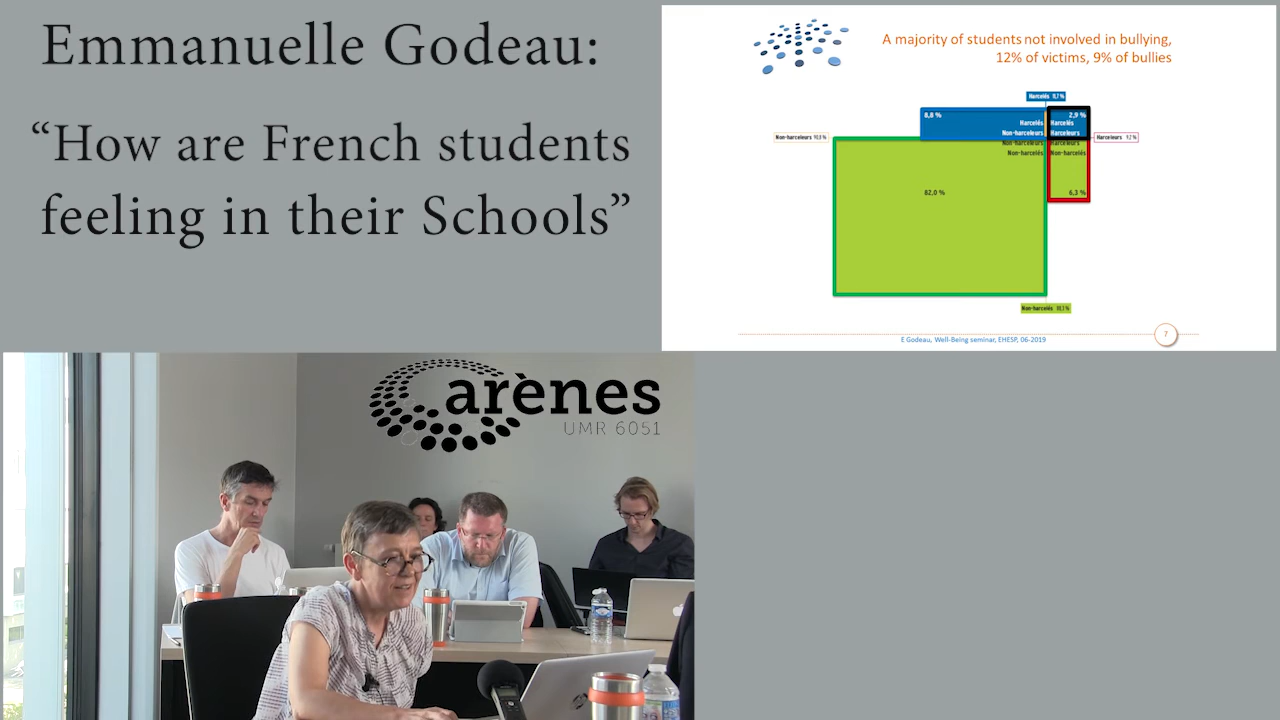 Emmanuelle Godeau:
“How are French students
feeling in their Schools”
A majority of students not involved in bullying,
12% of victims, 9% of bullies
Harcelés 11,7 %
8,8 %
2,9 %
Harcelés
Non-harceleurs
Harcelés
Harceleurs
Non-harceleurs 90,8 %
Harceleurs 9,2 %
Non-harceleurs
Non-harcelés
Harceleurs
Non-harcelés
82,0 %
6,3 %
Non-harcelés 88,3 %
7
E Godeau, Well-Being seminar, EHESP, 06-2019
arènes
UMR 6051